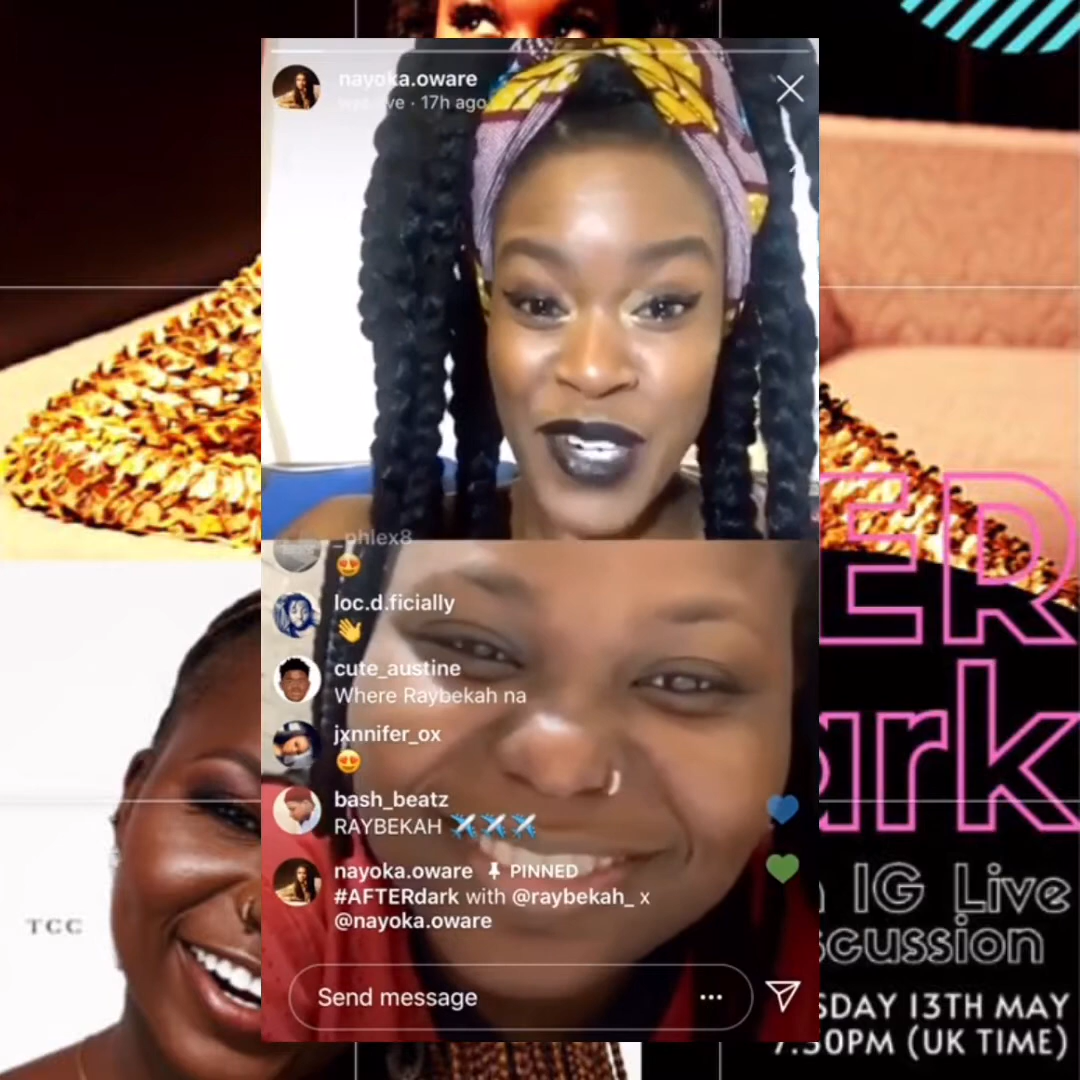 nayoka.oware
17h ago
_phlex8
loc.d.ficially
cute_austine
Where Raybekah na
jxnnifer_ox
bash_beatz
RAYBEKAH ✈️✈️✈️
nayoka.oware PINNED
#AFTERdark with @raybekah_ x
@nayoka.oware
Send message
TCC
ER
ark
IG Live
scussion
SDAY 13TH MAY
7.30PM (UK TIME)